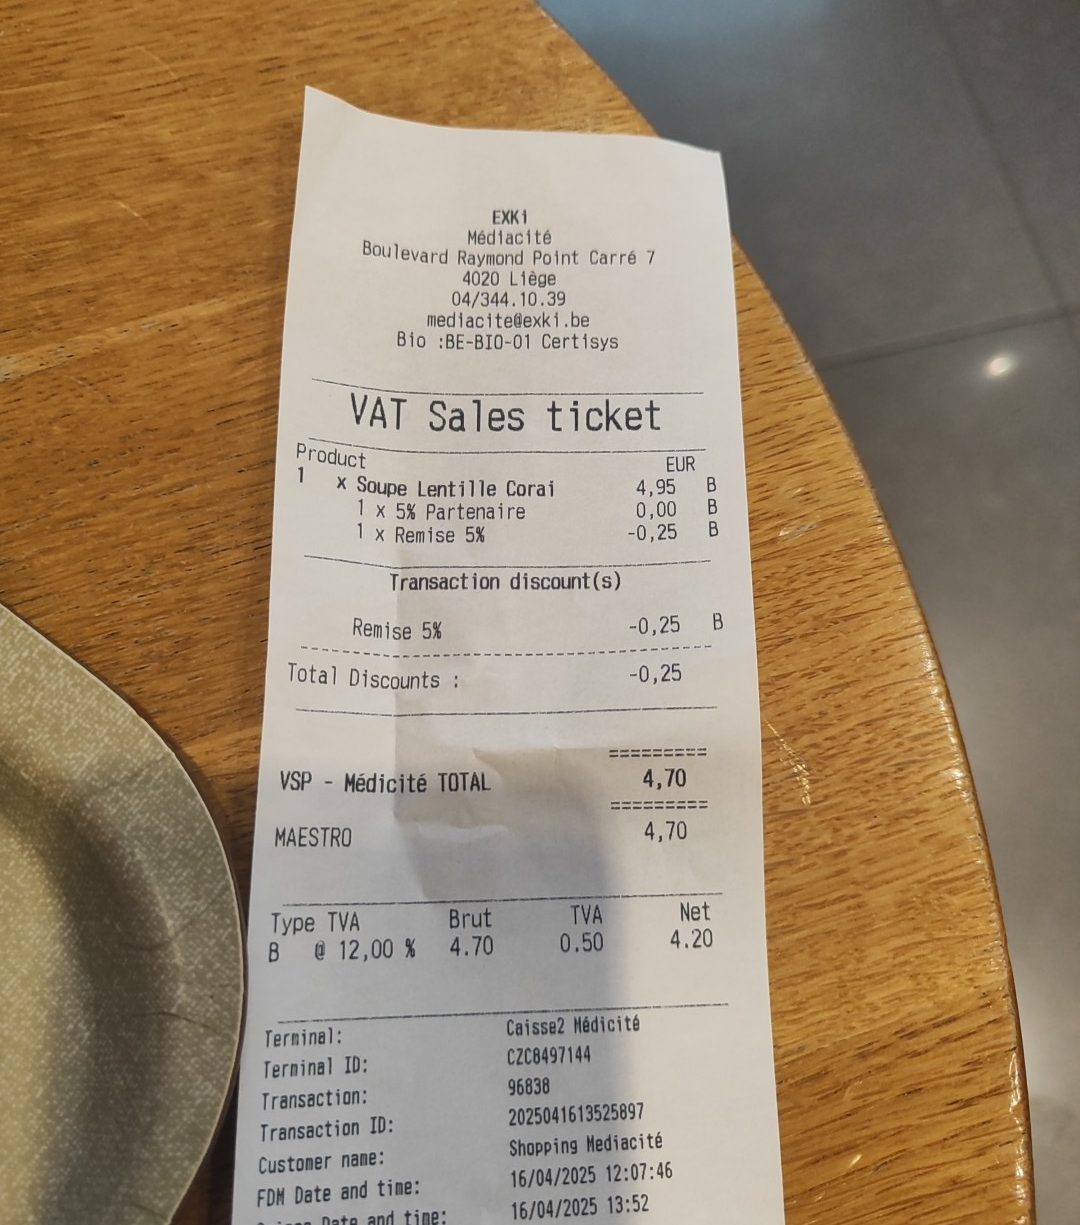 EXKi
Médiacité
Boulevard Raymond Point Carré 7
4020 Liège
04/344.10.39
mediacite@exki.be
Bio :BE-BIO-01 Certisys
VAT Sales ticket
Product EUR
1 x Soupe Lentille Corai 4,95 B
1 x 5% Partenaire 0,00 B
1 x Remise 5% -0,25 B
Transaction discount(s)
Remise 5% -0,25 B
Total Discounts : -0,25
=========
VSP - Médicité TOTAL 4,70
=========
MAESTRO 4,70
Type TVA Brut TVA Net
B @ 12,00 % 4.70 0.50 4.20
Terminal: Caisse2 Médicité
Terminal ID: CZC8497144
Transaction: 96838
Transaction ID: 2025041613525897
Customer name: Shopping Mediacité
FDM Date and time: 16/04/2025 12:07:46
Date and time: 16/04/2025 13:52